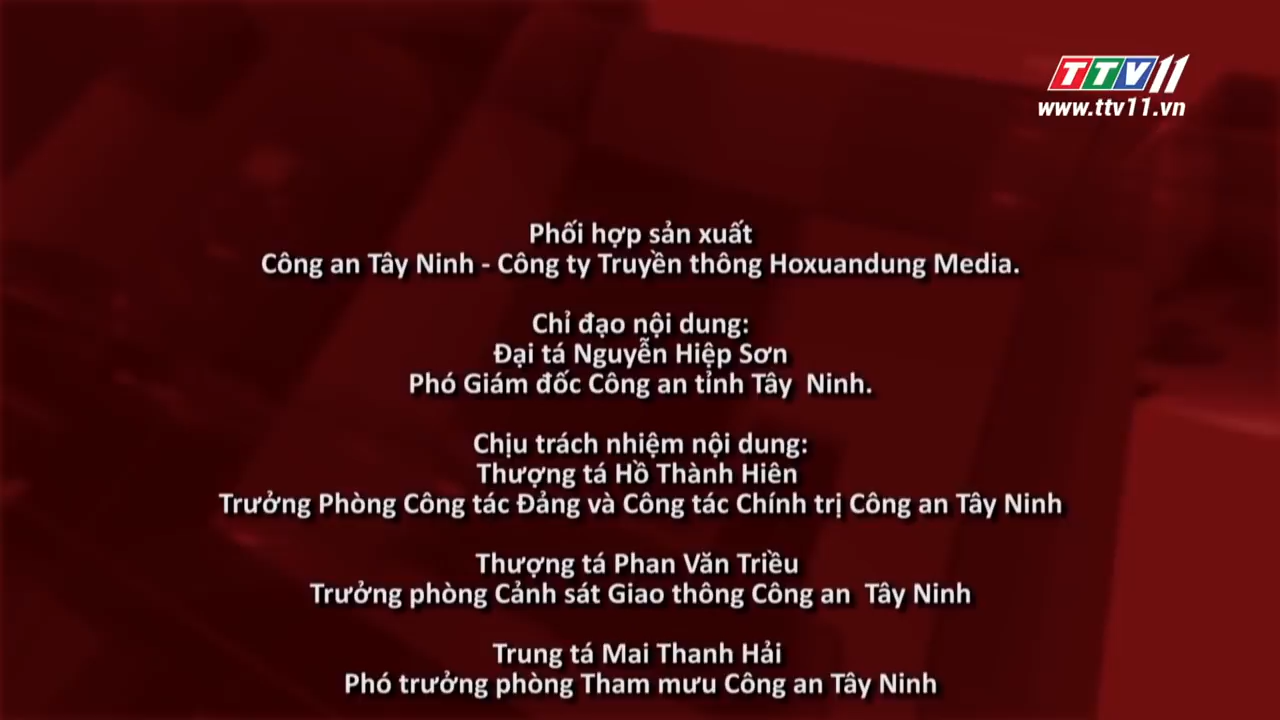 TTV11
www.ttv11.vn
Phối hợp sản xuất
Công an Tây Ninh - Công ty Truyền thông Hoxuandung Media.
Chỉ đạo nội dung:
Đại tá Nguyễn Hiệp Sơn
Phó Giám đốc Công an tỉnh Tây  Ninh.
Chịu trách nhiệm nội dung:
Thượng tá Hồ Thành Hiên
Trưởng Phòng Công tác Đảng và Công tác Chính trị Công an Tây Ninh
Thượng tá Phan Văn Triều
Trưởng phòng Cảnh sát Giao thông Công an  Tây Ninh
Trung tá Mai Thanh Hải
Phó trưởng phòng Tham mưu Công an Tây Ninh